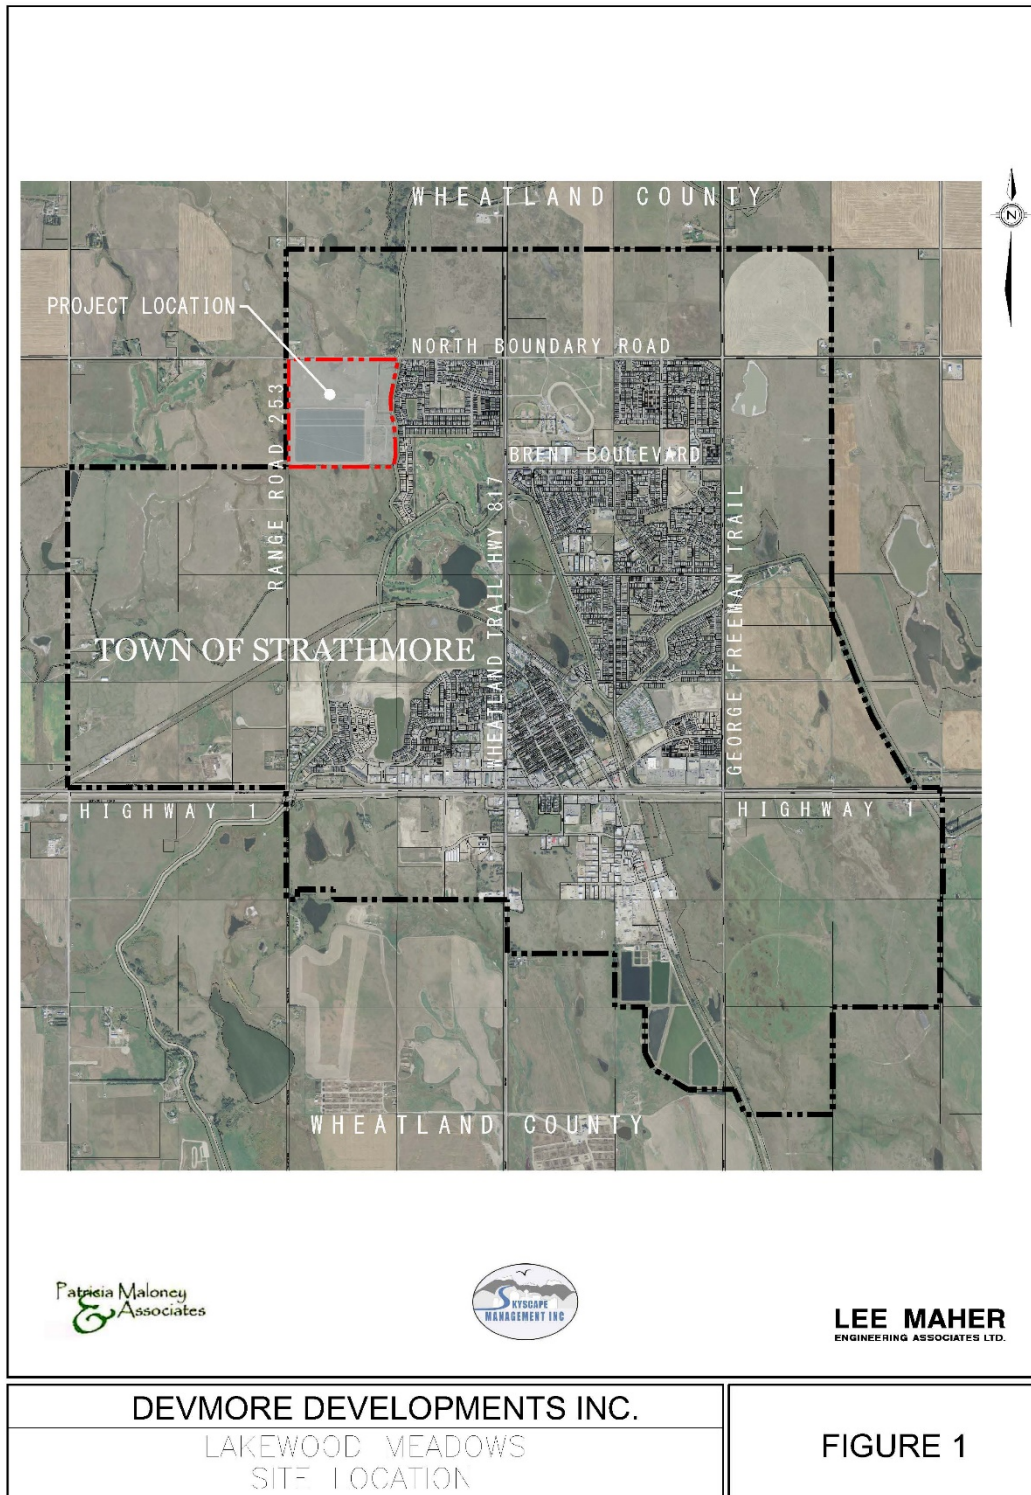 WHEATLAND COUNTY
N
PROJECT LOCATION
NORTH BOUNDARY ROAD
RANGE ROAD 253
BRENT BOULEVARD
WHEATLAND TRAIL HWY 817
GEORGE FREEMAN TRAIL
TOWN OF STRATHMORE
HIGHWAY 1
HIGHWAY 1
WHEATLAND COUNTY
Patricia Maloney
& Associates
SKYSCAPE
MANAGEMENT INC
LEE MAHER
ENGINEERING ASSOCIATES LTD.
DEVMORE DEVELOPMENTS INC.
LAKEWOOD MEADOWS
SITE LOCATION
FIGURE 1